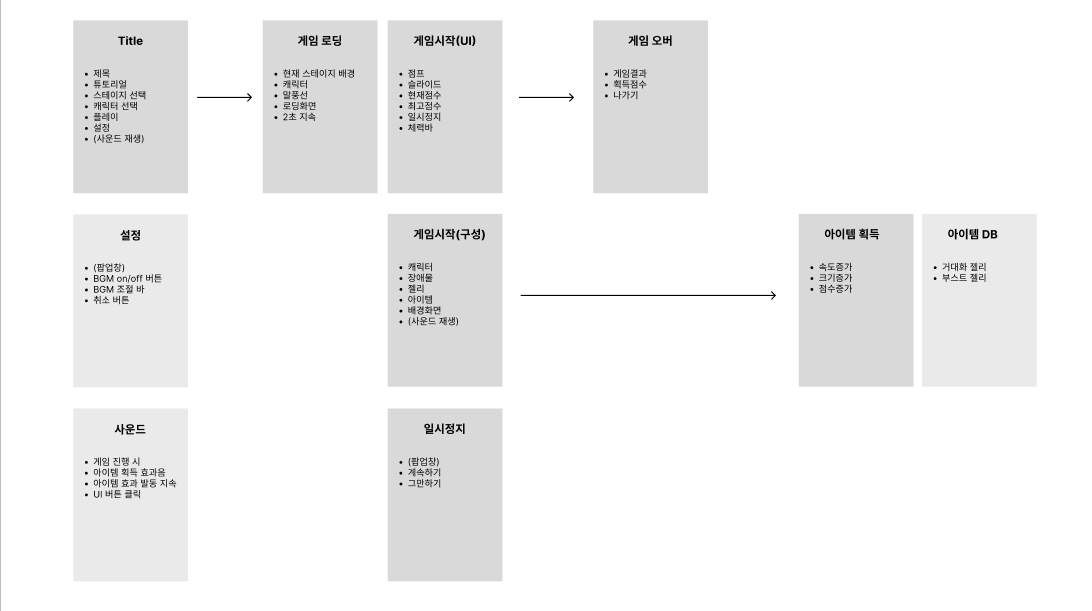 Title
• 제목
• 튜토리얼
• 스테이지 선택
• 캐릭터 선택
• 플레이
• 설정
• (사운드 재생)
게임 로딩
• 현재 스테이지 배경
• 캐릭터
• 말풍선
• 로딩화면
• 2초 지속
게임시작(UI)
• 점프
• 슬라이드
• 현재점수
• 최고점수
• 일시정지
• 체력바
게임 오버
• 게임결과
• 획득점수
• 나가기
설정
• (팝업창)
• BGM on/off 버튼
• BGM 조절 바
• 취소 버튼
게임시작(구성)
• 캐릭터
• 장애물
• 젤리
• 아이템
• 배경화면
• (사운드 재생)
아이템 획득
• 속도증가
• 크기증가
• 점수증가
아이템 DB
• 거대화 젤리
• 부스트 젤리
사운드
• 게임 진행 시
• 아이템 획득 효과음
• 아이템 효과 발동 지속
• UI 버튼 클릭
일시정지
• (팝업창)
• 계속하기
• 그만하기